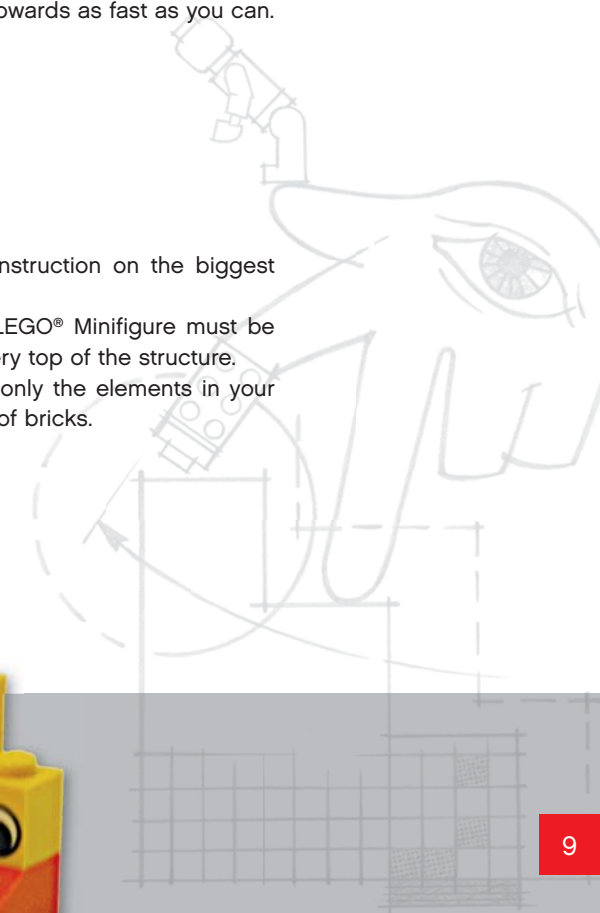 owards as fast as you can.
nstruction on the biggest
LEGO® Minifigure must be
ery top of the structure.
only the elements in your
of bricks.
9